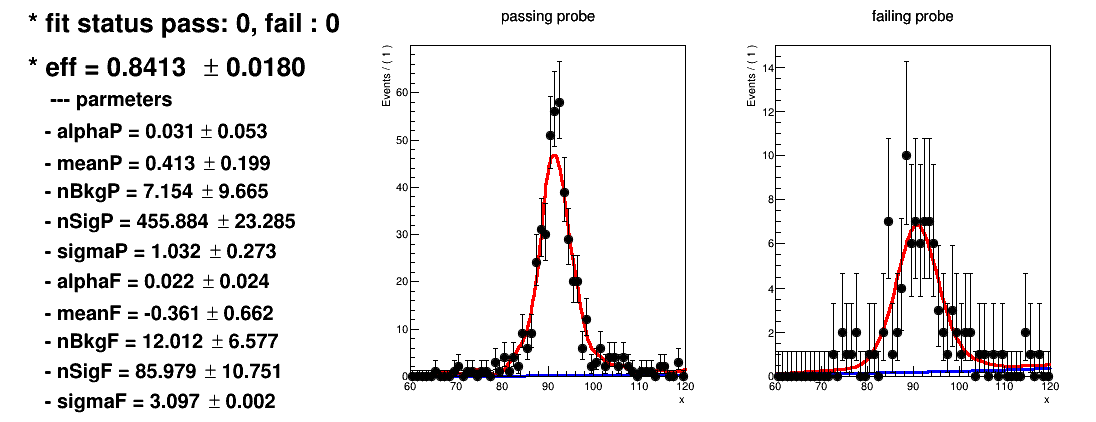 * fit status pass: 0, fail : 0
* eff = 0.8413 ± 0.0180
--- parmeters
- alphaP = 0.031 ± 0.053
- meanP = 0.413 ± 0.199
- nBkgP = 7.154 ± 9.665
- nSigP = 455.884 ± 23.285
- sigmaP = 1.032 ± 0.273
- alphaF = 0.022 ± 0.024
- meanF = -0.361 ± 0.662
- nBkgF = 12.012 ± 6.577
- nSigF = 85.979 ± 10.751
- sigmaF = 3.097 ± 0.002
passing probe
Events / ( 1 )
60
50
40
30
20
10
0
60 70 80 90 100 110 120
x
failing probe
Events / ( 1 )
14
12
10
8
6
4
2
0
60 70 80 90 100 110 120
x